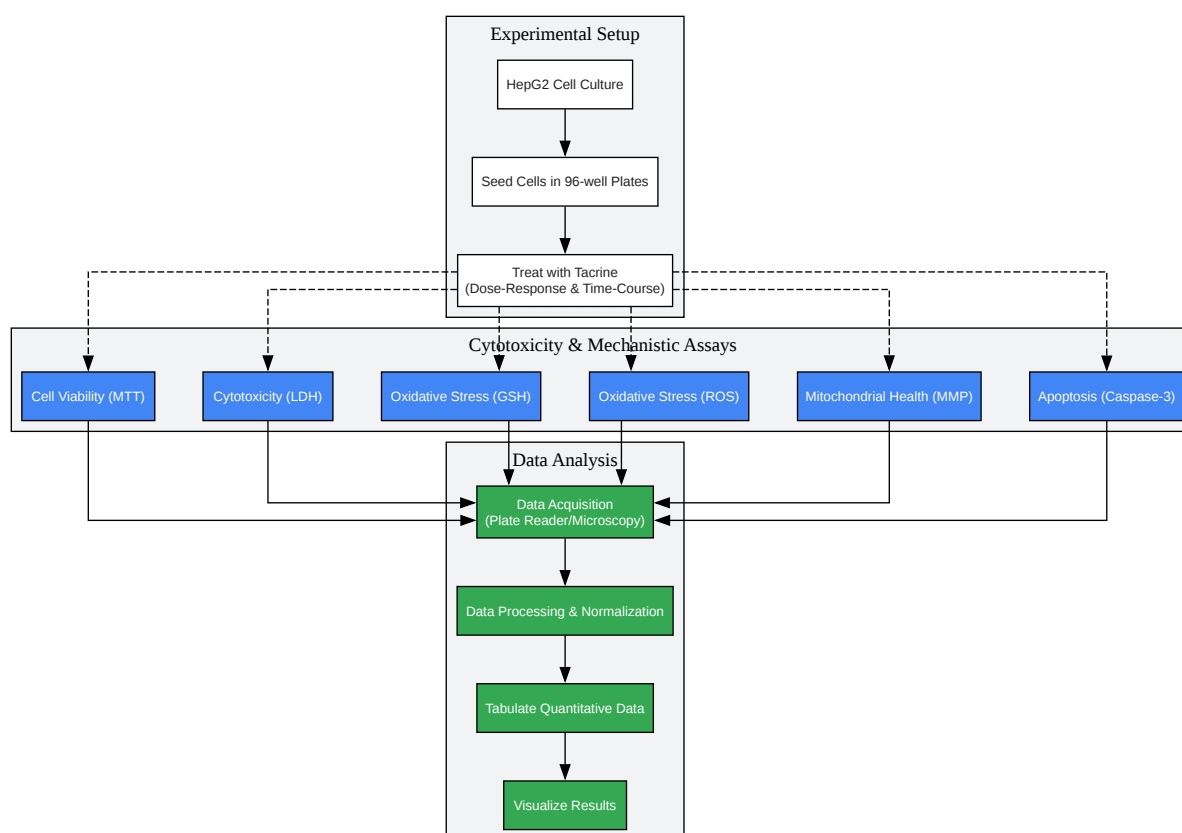 Experimental Setup
HepG2 Cell Culture
Seed Cells in 96-well Plates
Treat with Tacrine
(Dose-Response & Time-Course)
Cytotoxicity & Mechanistic Assays
Cell Viability (MTT)
Cytotoxicity (LDH)
Oxidative Stress (GSH)
Oxidative Stress (ROS)
Mitochondrial Health (MMP)
Apoptosis (Caspase-3)
Data Analysis
Data Acquisition
(Plate Reader/Microscopy)
Data Processing & Normalization
Tabulate Quantitative Data
Visualize Results